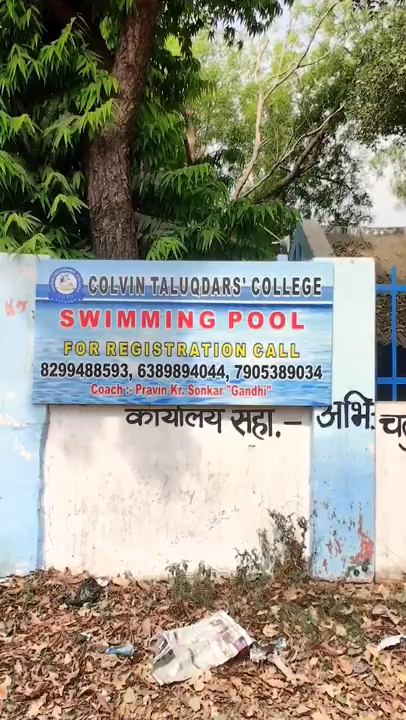 COLVIN TALUQDARS' COLLEGE
SWIMMING POOL
FOR REGISTRATION CALL
8299488593, 6389894044, 7905389034
Coach :- Pravin Kr. Sonkar "Gandhi"
कार्यालय सहा.- अभि.